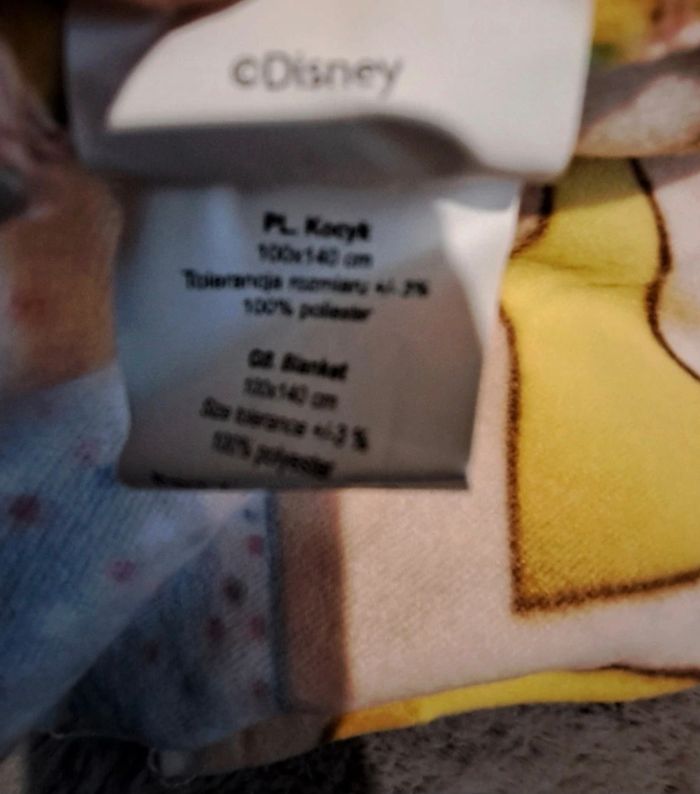 ©Disney
PL. Kocyk
100x140 cm
Tolerancja rozmiaru +/- 3%
100% poliester
GB. Blanket
100x140 cm
Size tolerance +/-3 %
100% polyester